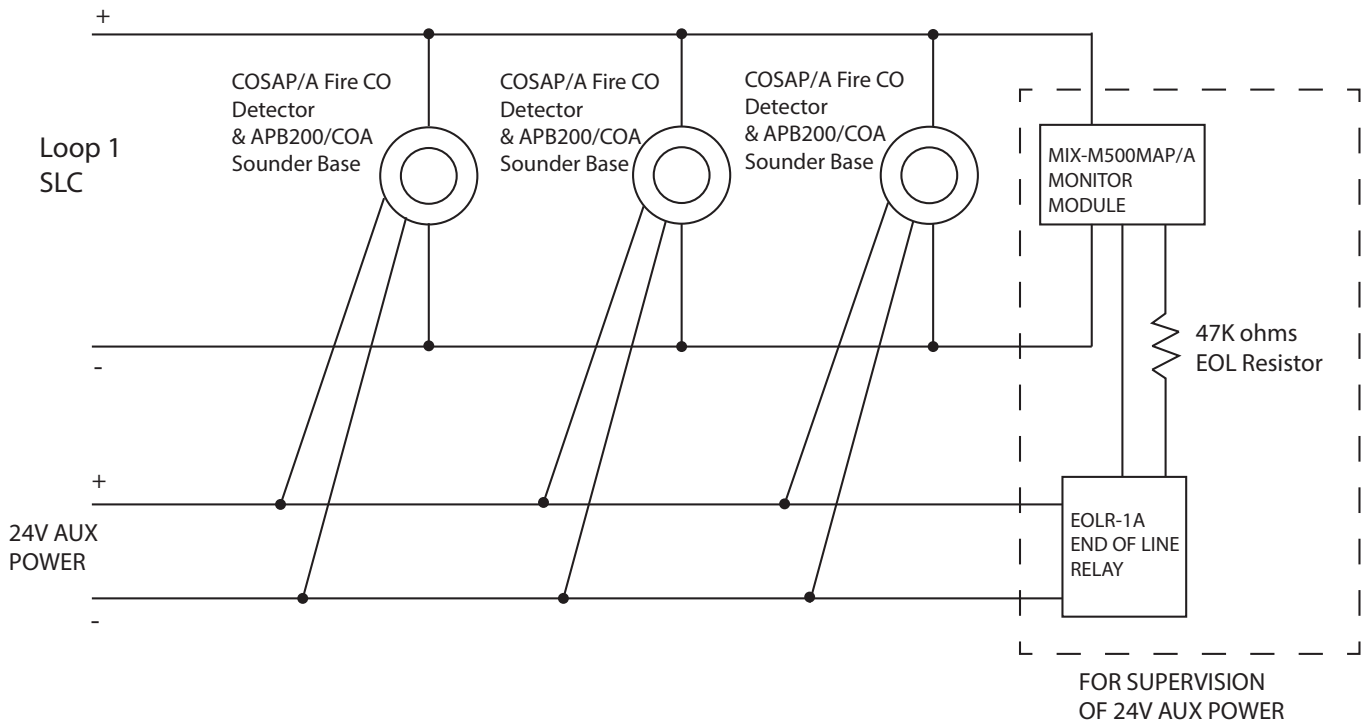 +
COSAP/A Fire CO
Detector
& APB200/COA
Sounder Base
COSAP/A Fire CO
Detector
& APB200/COA
Sounder Base
COSAP/A Fire CO
Detector
& APB200/COA
Sounder Base
Loop 1
SLC
MIX-M500MAP/A
MONITOR
MODULE
-
47K ohms
EOL Resistor
+
24V AUX
POWER
-
EOLR-1A
END OF LINE
RELAY
FOR SUPERVISION
OF 24V AUX POWER